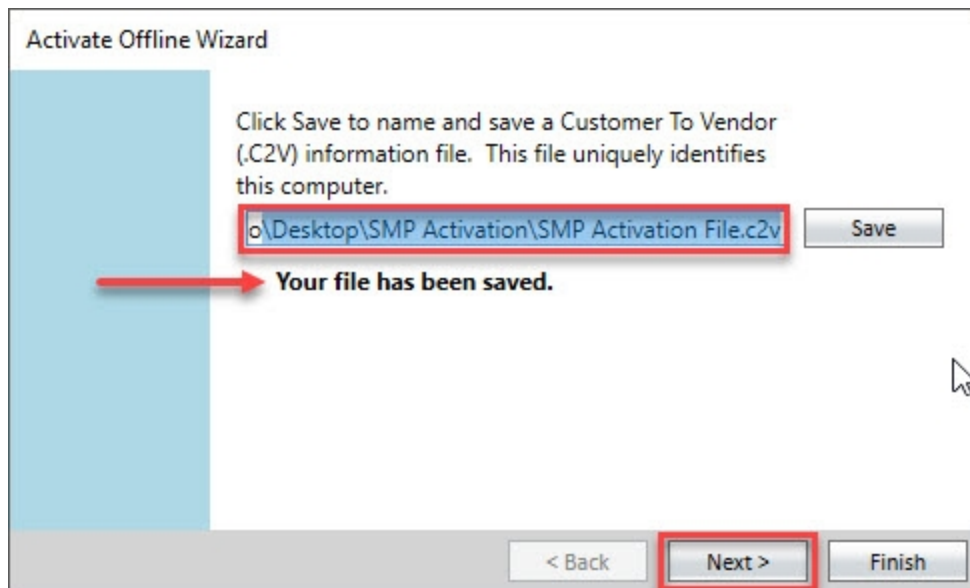 Activate Offline Wizard
Click Save to name and save a Customer To Vendor
(.C2V) information file.  This file uniquely identifies
this computer.
o\Desktop\SMP Activation\SMP Activation File.c2v
Save
Your file has been saved.
< Back
Next >
Finish